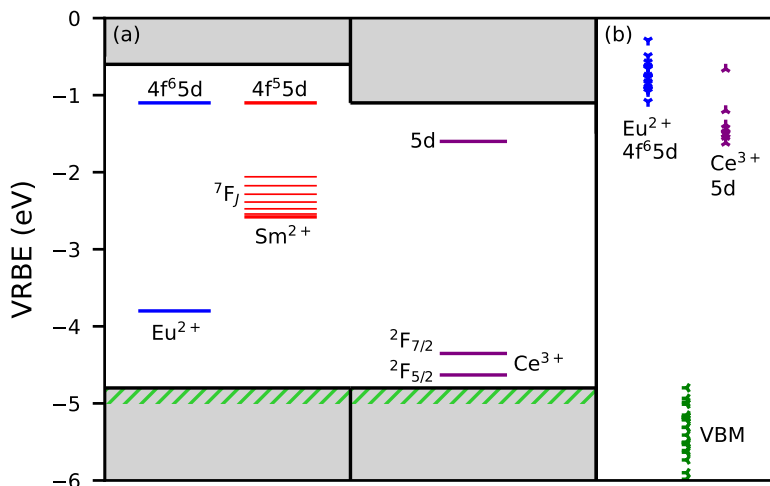 (a)
(b)
0
−1
−2
−3
−4
−5
−6
VRBE (eV)
4f⁶5d
4f⁵5d
⁷F_J
Sm²⁺
Eu²⁺
5d
²F₇/₂
²F₅/₂
Ce³⁺
Eu²⁺
4f⁶5d
Ce³⁺
5d
VBM